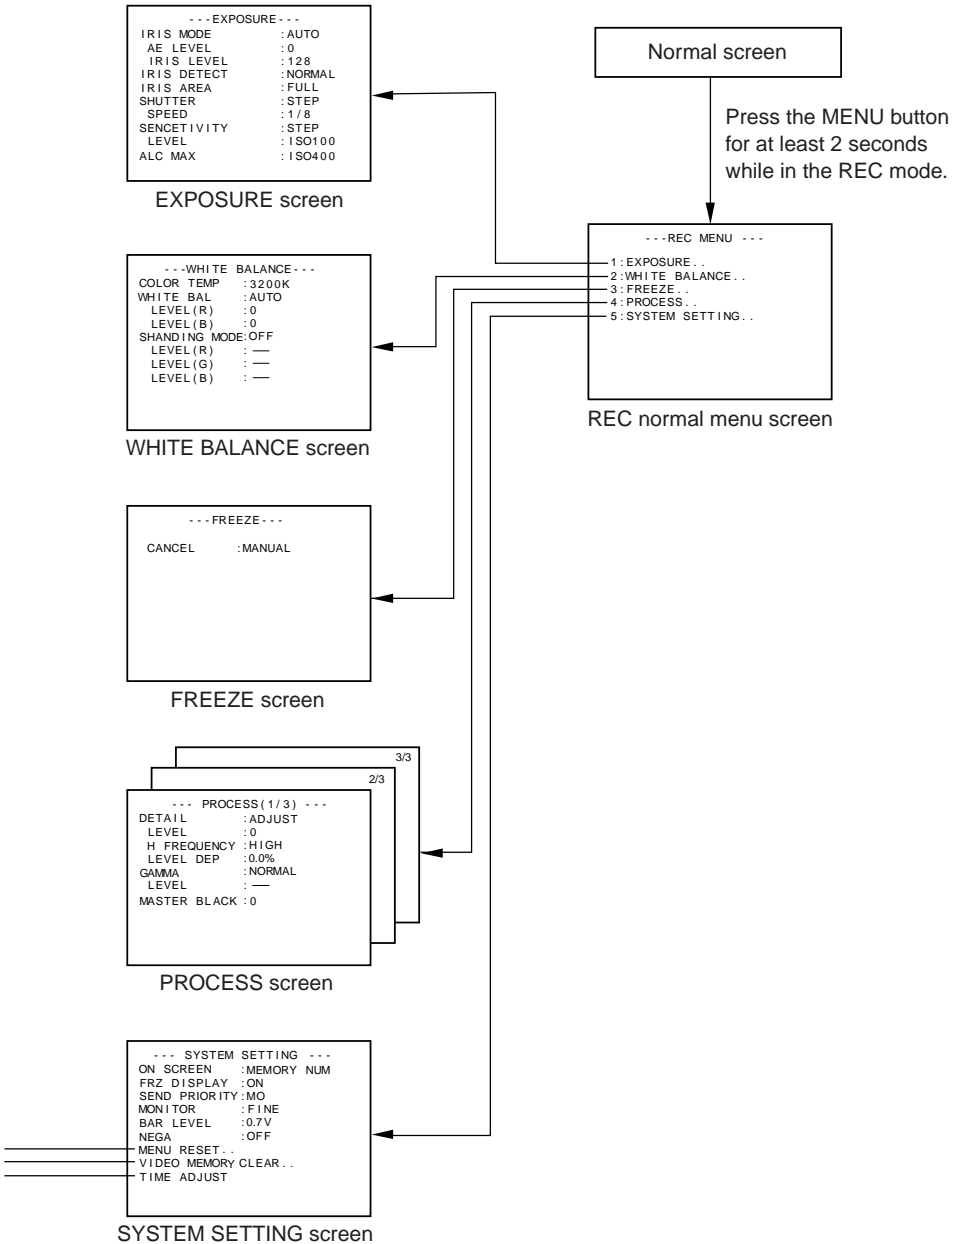 ---EXPOSURE---
IRIS MODE :AUTO
AE LEVEL :0
IRIS LEVEL :128
IRIS DETECT :NORMAL
IRIS AREA :FULL
SHUTTER :STEP
SPEED :1/8
SENCETIVITY :STEP
LEVEL :ISO100
ALC MAX :ISO400
EXPOSURE screen
Normal screen
Press the MENU button
for at least 2 seconds
while in the REC mode.
---REC MENU ---
1:EXPOSURE..
2:WHITE BALANCE..
3:FREEZE..
4:PROCESS..
5:SYSTEM SETTING..
REC normal menu screen
---WHITE BALANCE---
COLOR TEMP :3200K
WHITE BAL :AUTO
LEVEL(R) :0
LEVEL(B) :0
SHANDING MODE:OFF
LEVEL(R) : —
LEVEL(G) : —
LEVEL(B) : —
WHITE BALANCE screen
---FREEZE---
CANCEL :MANUAL
FREEZE screen
3/3
2/3
--- PROCESS(1/3) ---
DETAIL :ADJUST
LEVEL :0
H FREQUENCY :HIGH
LEVEL DEP :0.0%
GAMMA :NORMAL
LEVEL : —
MASTER BLACK :0
PROCESS screen
--- SYSTEM SETTING ---
ON SCREEN :MEMORY NUM
FRZ DISPLAY :ON
SEND PRIORITY:MO
MONITOR :FINE
BAR LEVEL :0.7V
NEGA :OFF
MENU RESET..
VIDEO MEMORY CLEAR..
TIME ADJUST
SYSTEM SETTING screen